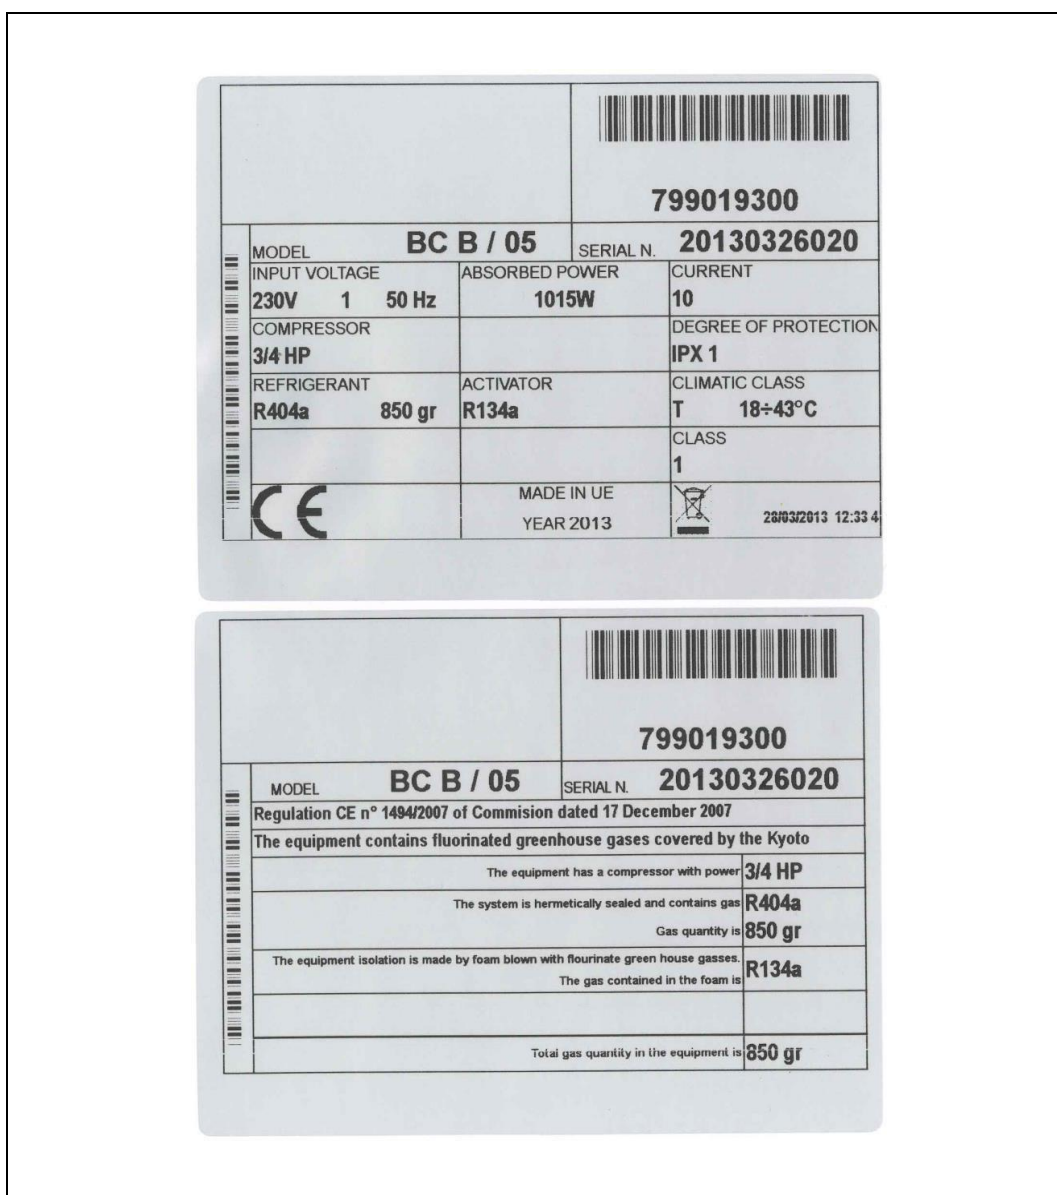 799019300
MODEL BC B / 05 SERIAL N. 20130326020
INPUT VOLTAGE ABSORBED POWER CURRENT
230V 1 50 Hz 1015W 10
COMPRESSOR DEGREE OF PROTECTION
3/4 HP IPX 1
REFRIGERANT ACTIVATOR CLIMATIC CLASS
R404a 850 gr R134a T 18÷43°C
CLASS
1
CE MADE IN UE
YEAR 2013 28/03/2013 12:33 4
799019300
MODEL BC B / 05 SERIAL N. 20130326020
Regulation CE n° 1494/2007 of Commision dated 17 December 2007
The equipment contains fluorinated greenhouse gases covered by the Kyoto
The equipment has a compressor with power 3/4 HP
The system is hermetically sealed and contains gas R404a
Gas quantity is 850 gr
The equipment isolation is made by foam blown with flourinate green house gasses.
The gas contained in the foam is R134a
Total gas quantity in the equipment is 850 gr